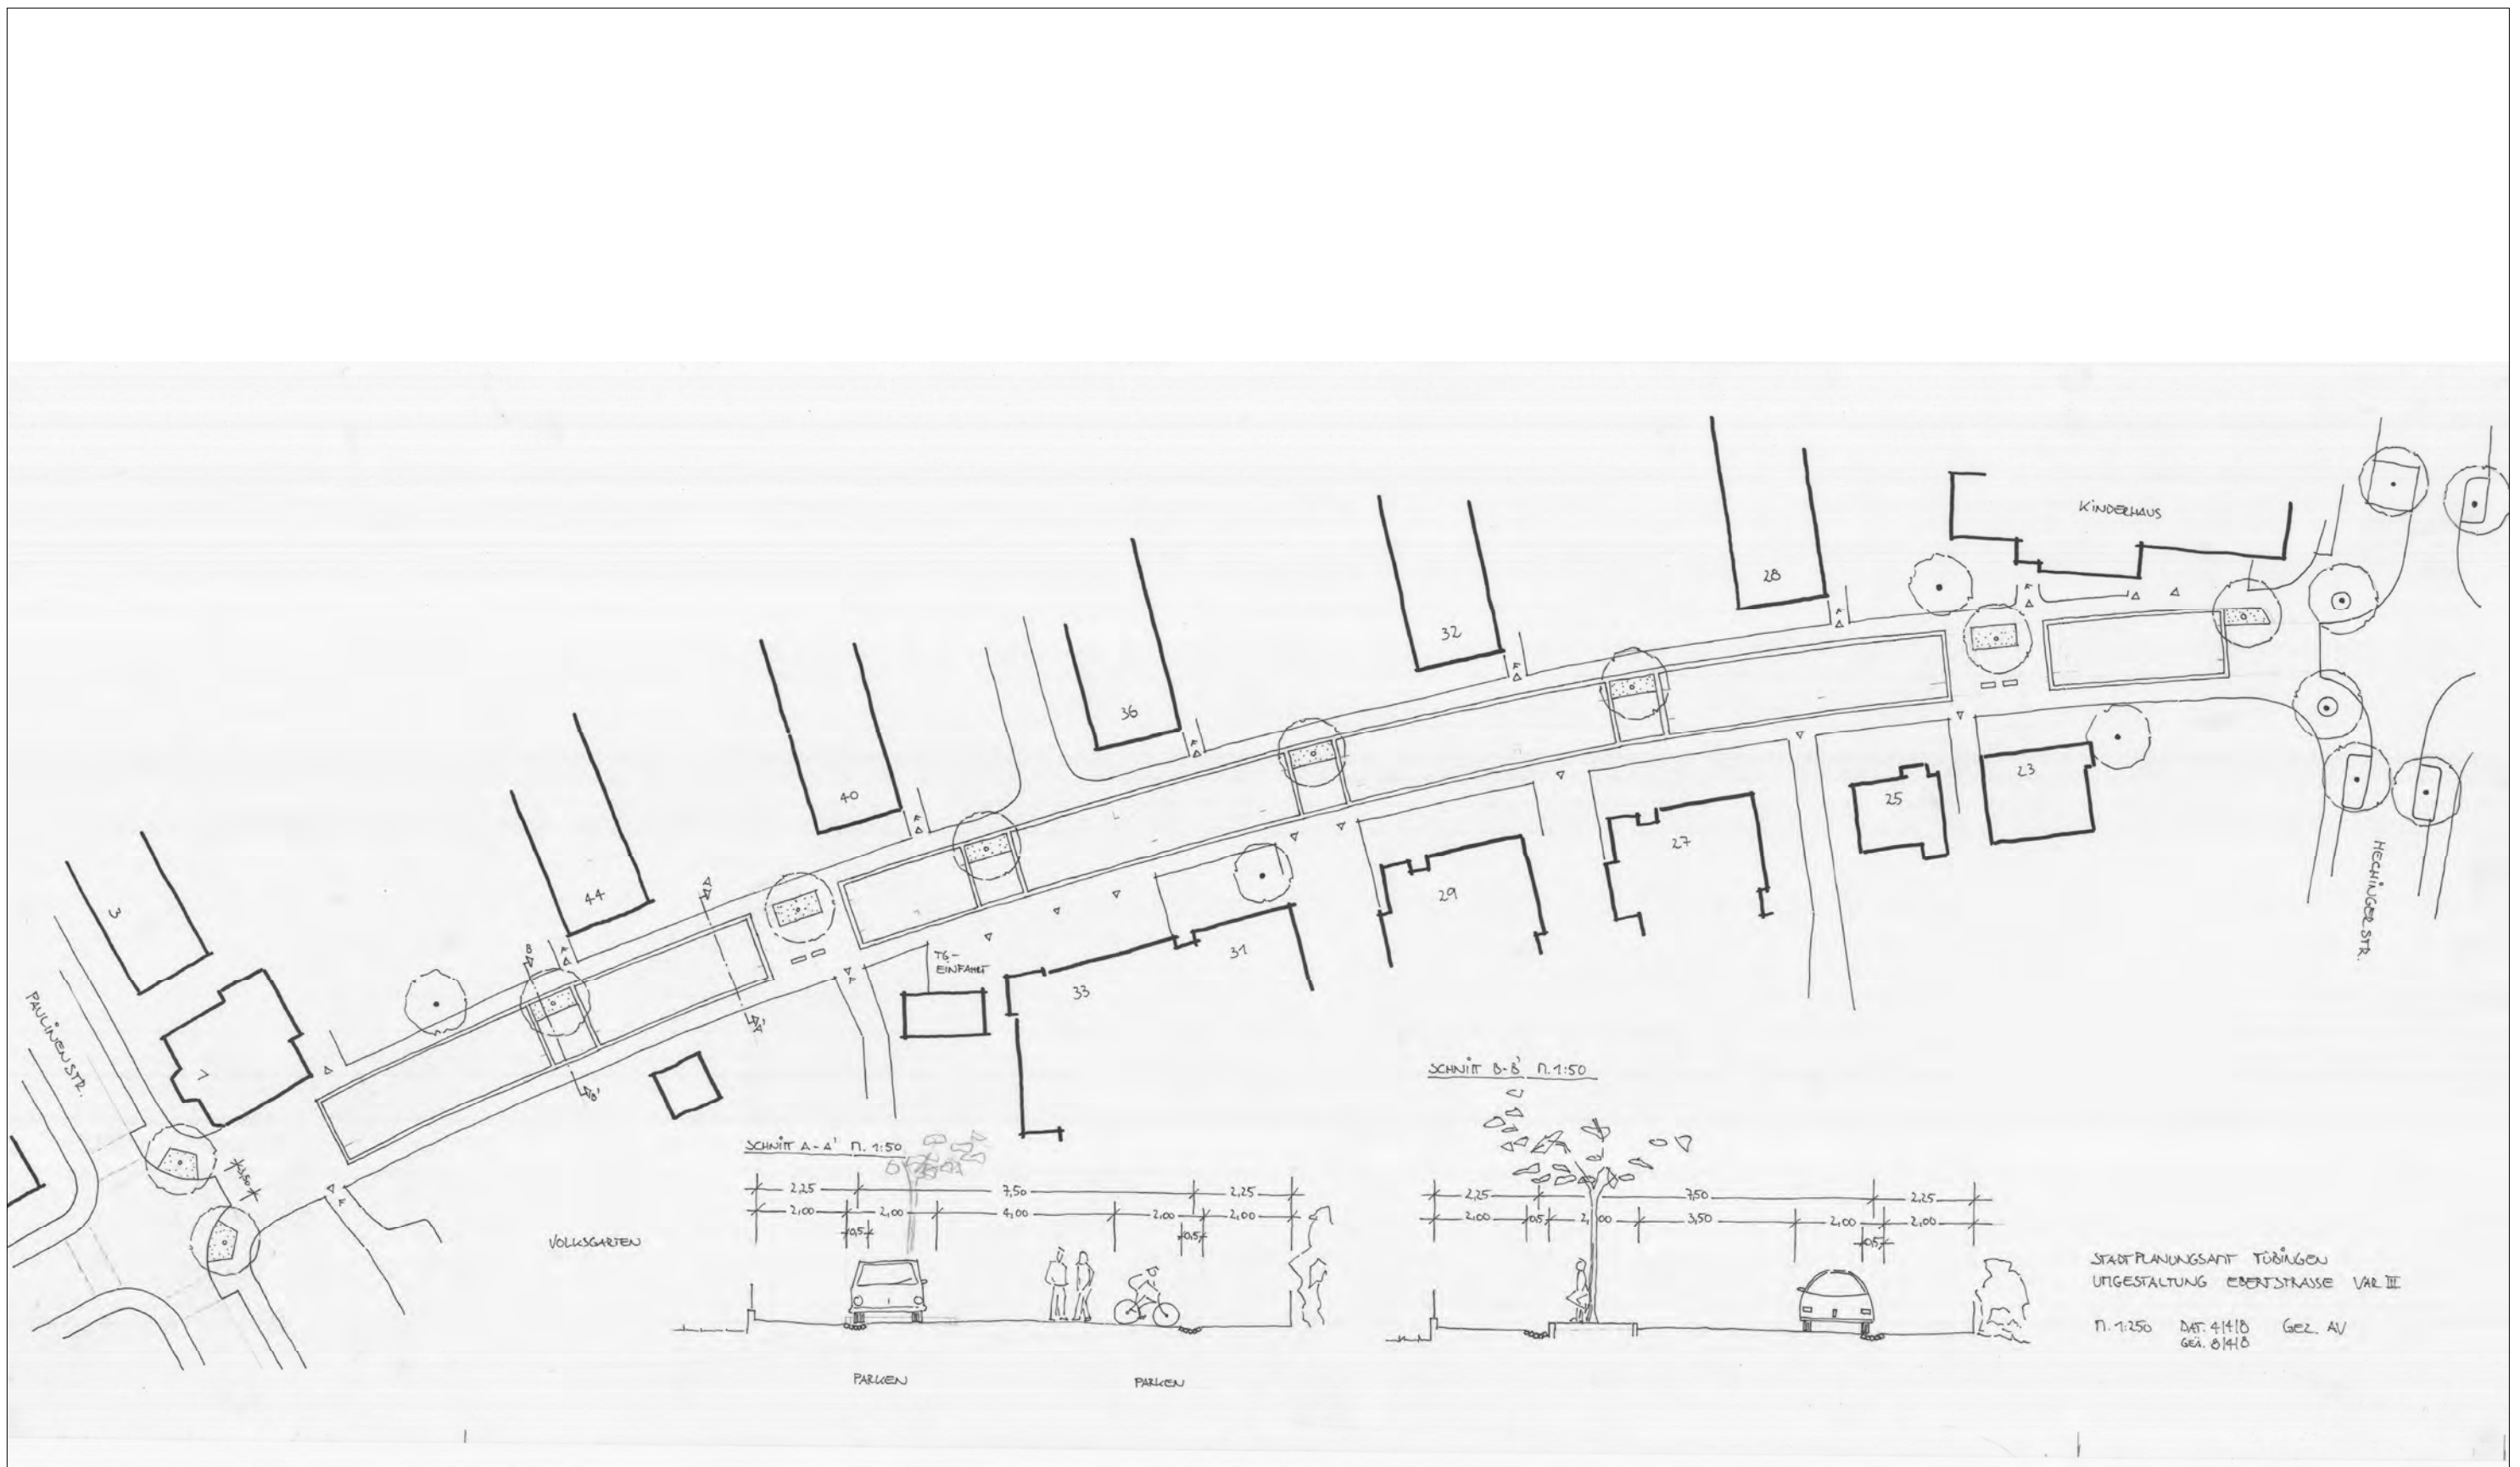 KINDERHAUS
28
32
36
40
44
3
1
23
25
27
29
31
33
TG-
EINFAHRT
PAULINENSTR.
HECHINGERSTR.
3,50
A
A'
B
B'
VOLKSGARTEN
SCHNITT A-A' M. 1:50
2,25 7,50 2,25
2,00 2,00 4,00 2,00 2,00
0,5 0,5
PARKEN PARKEN
SCHNITT B-B' M. 1:50
2,25 7,50 2,25
2,00 0,5 2,00 3,50 2,00 2,00
0,5
STADTPLANUNGSAMT TÜBINGEN
UMGESTALTUNG EBERTSTRASSE VAR III
M. 1:250 DAT. 4/4/8 GEZ. AV
GEÄ. 8/4/8